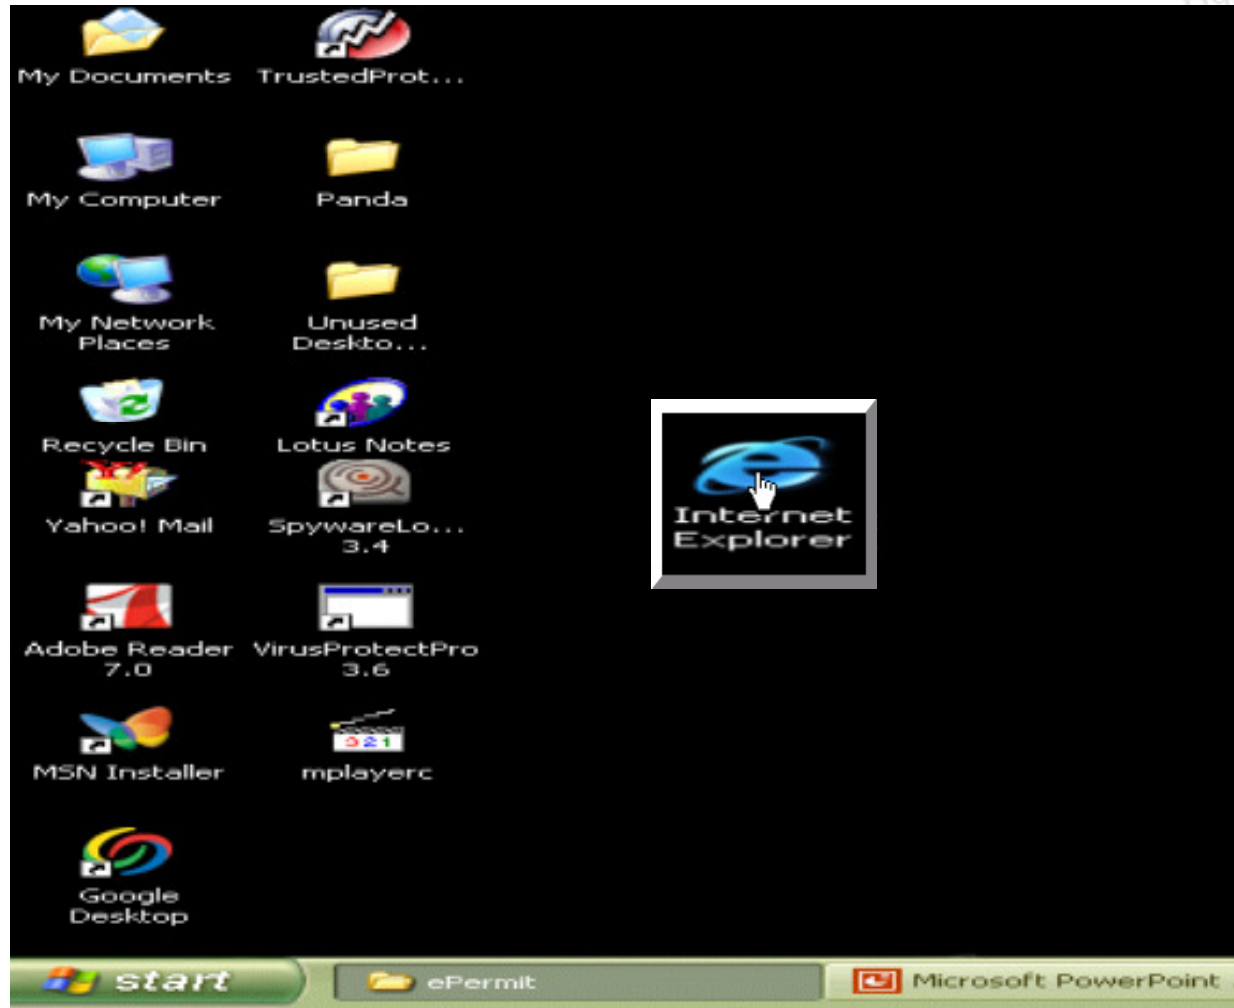 My Documents
TrustedProt...
My Computer
Panda
My Network
Places
Unused
Deskto...
Recycle Bin
Lotus Notes
Yahoo! Mail
SpywareLo...
3.4
Internet
Explorer
Adobe Reader
7.0
VirusProtectPro
3.6
MSN Installer
321
mplayerc
Google
Desktop
start
ePermit
Microsoft PowerPoint